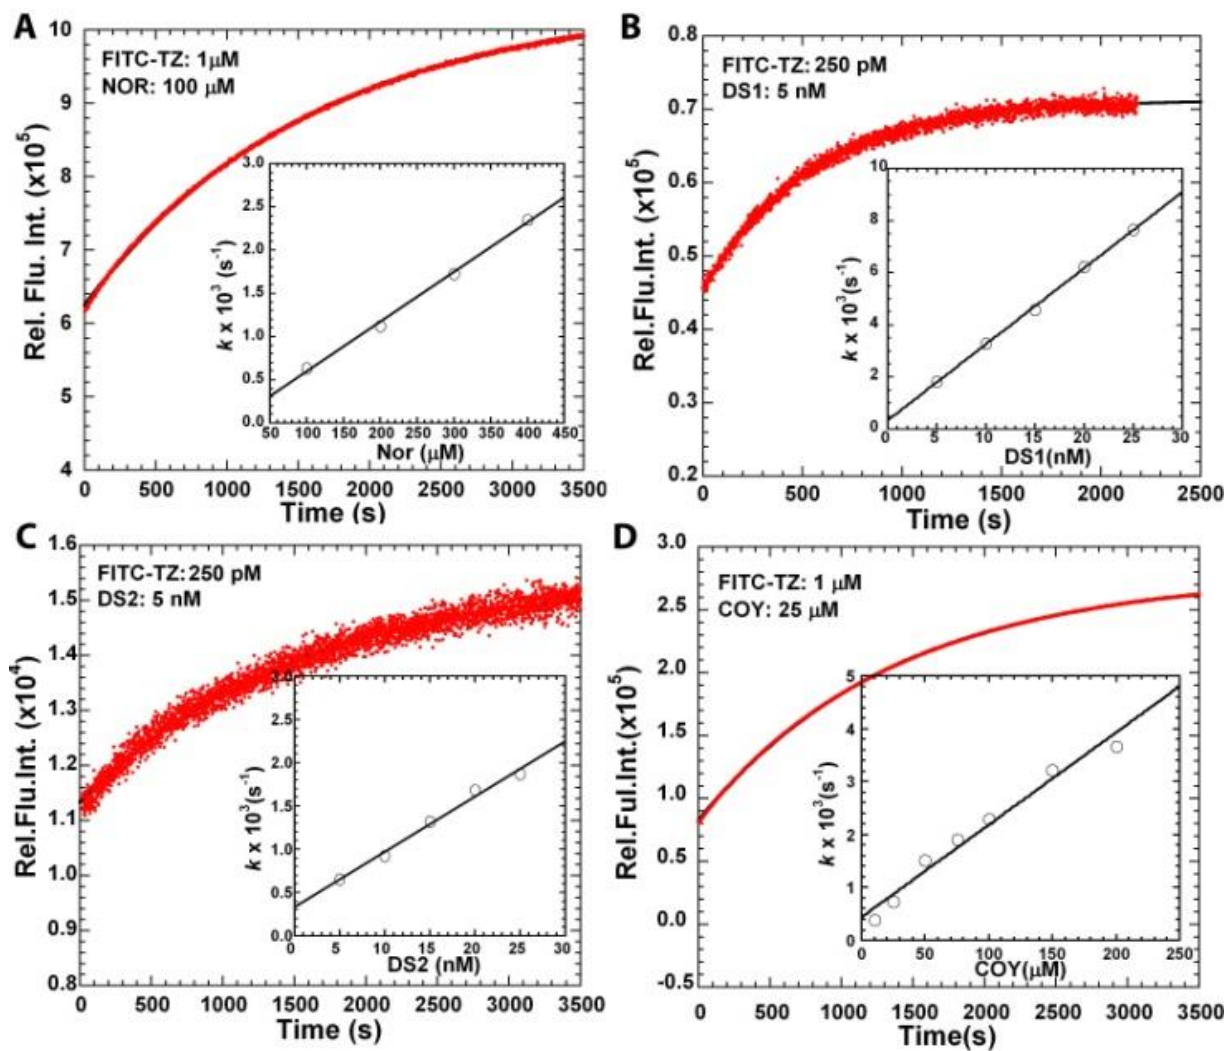 A
FITC-TZ: 1μM
NOR: 100 μM
Rel. Flu. Int. (x10⁵)
10
9
8
7
6
5
4
0 500 1000 1500 2000 2500 3000 3500
Time (s)
k x 10³ (s⁻¹)
3.0
2.5
2.0
1.5
1.0
0.5
0.0
50 100 150 200 250 300 350 400 450
Nor (μM)
B
FITC-TZ: 250 pM
DS1: 5 nM
Rel.Flu.Int. (x10⁵)
0.8
0.7
0.6
0.5
0.4
0.3
0.2
0 500 1000 1500 2000 2500
Time (s)
k x 10³(s⁻¹)
10
8
6
4
2
0
0 5 10 15 20 25 30
DS1(nM)
C
FITC-TZ: 250 pM
DS2: 5 nM
Rel.Flu.Int. (x10⁴)
1.6
1.5
1.4
1.3
1.2
1.1
1.0
0.9
0.8
0 500 1000 1500 2000 2500 3000 3500
Time (s)
k x 10³(s⁻¹)
3.0
2.5
2.0
1.5
1.0
0.5
0.0
0 5 10 15 20 25 30
DS2 (nM)
D
FITC-TZ: 1 μM
COY: 25 μM
Rel.Ful.Int.(x10⁵)
3.0
2.5
2.0
1.5
1.0
0.5
0.0
-0.5
0 500 1000 1500 2000 2500 3000 3500
Time(s)
k x 10³(s⁻¹)
5
4
3
2
1
0
0 50 100 150 200 250
COY(μM)